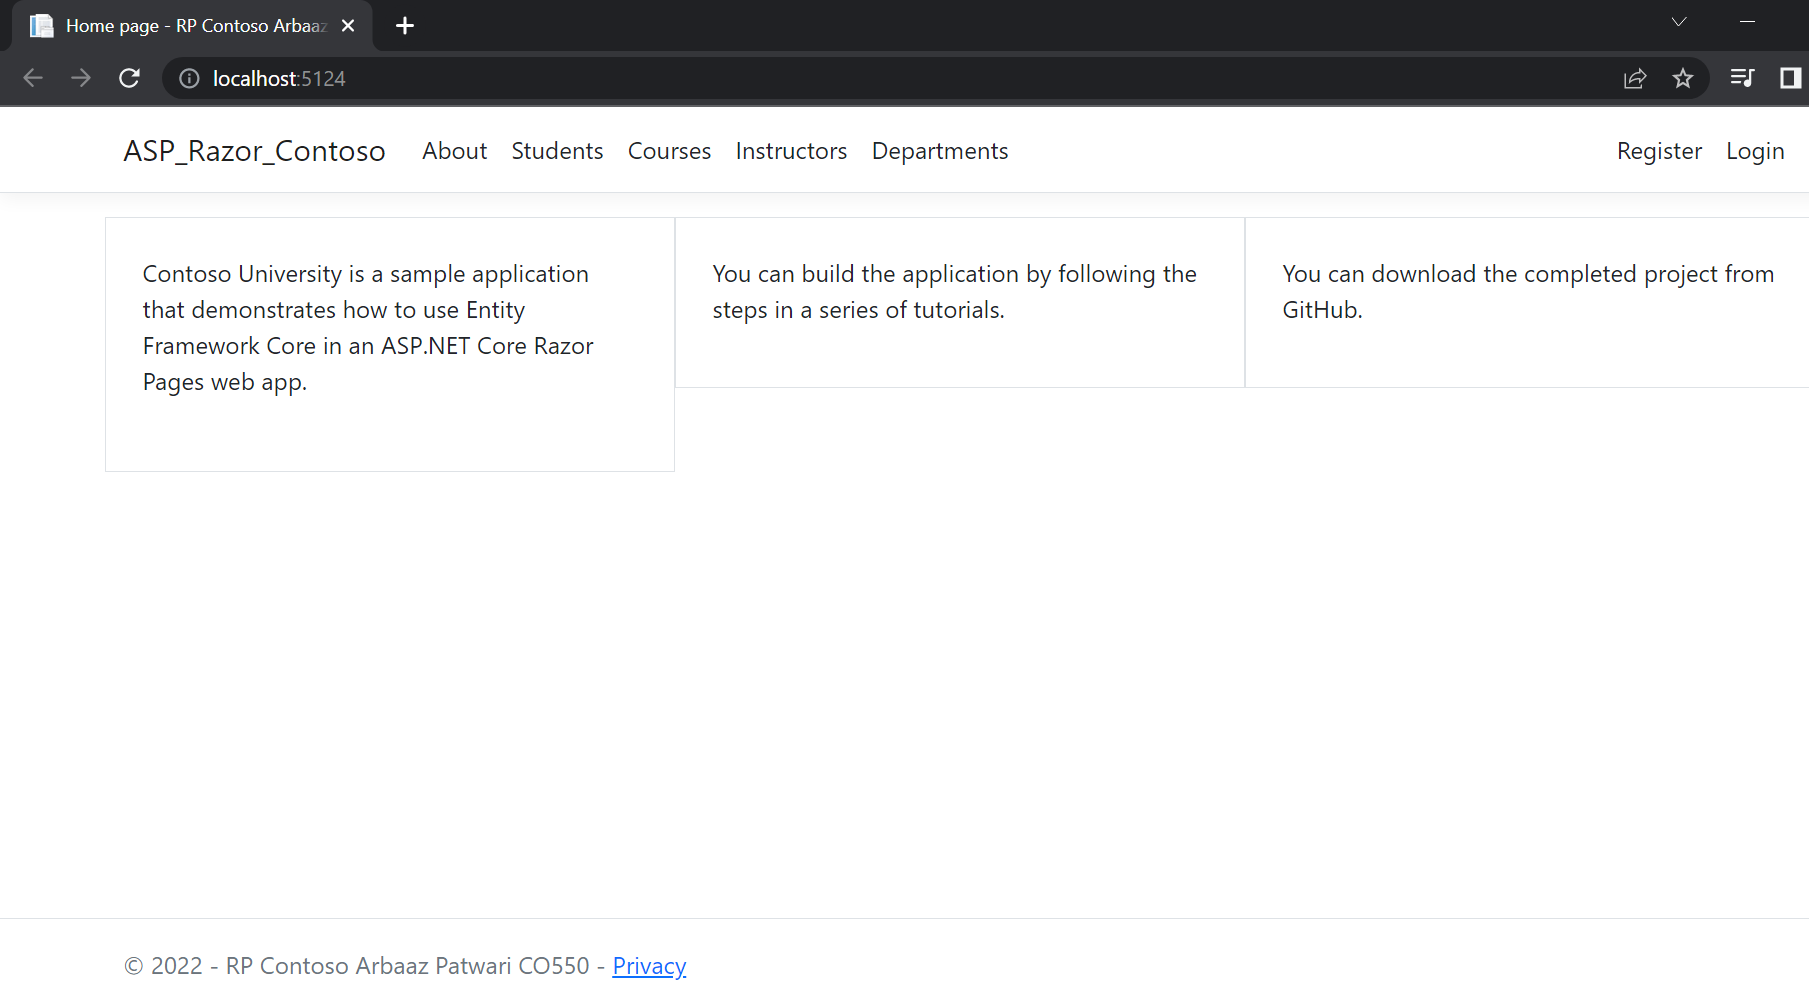 Home page - RP Contoso Arbaaz
localhost:5124
ASP_Razor_Contoso About Students Courses Instructors Departments Register Login
Contoso University is a sample application
that demonstrates how to use Entity
Framework Core in an ASP.NET Core Razor
Pages web app.
You can build the application by following the
steps in a series of tutorials.
You can download the completed project from
GitHub.
© 2022 - RP Contoso Arbaaz Patwari CO550 - Privacy